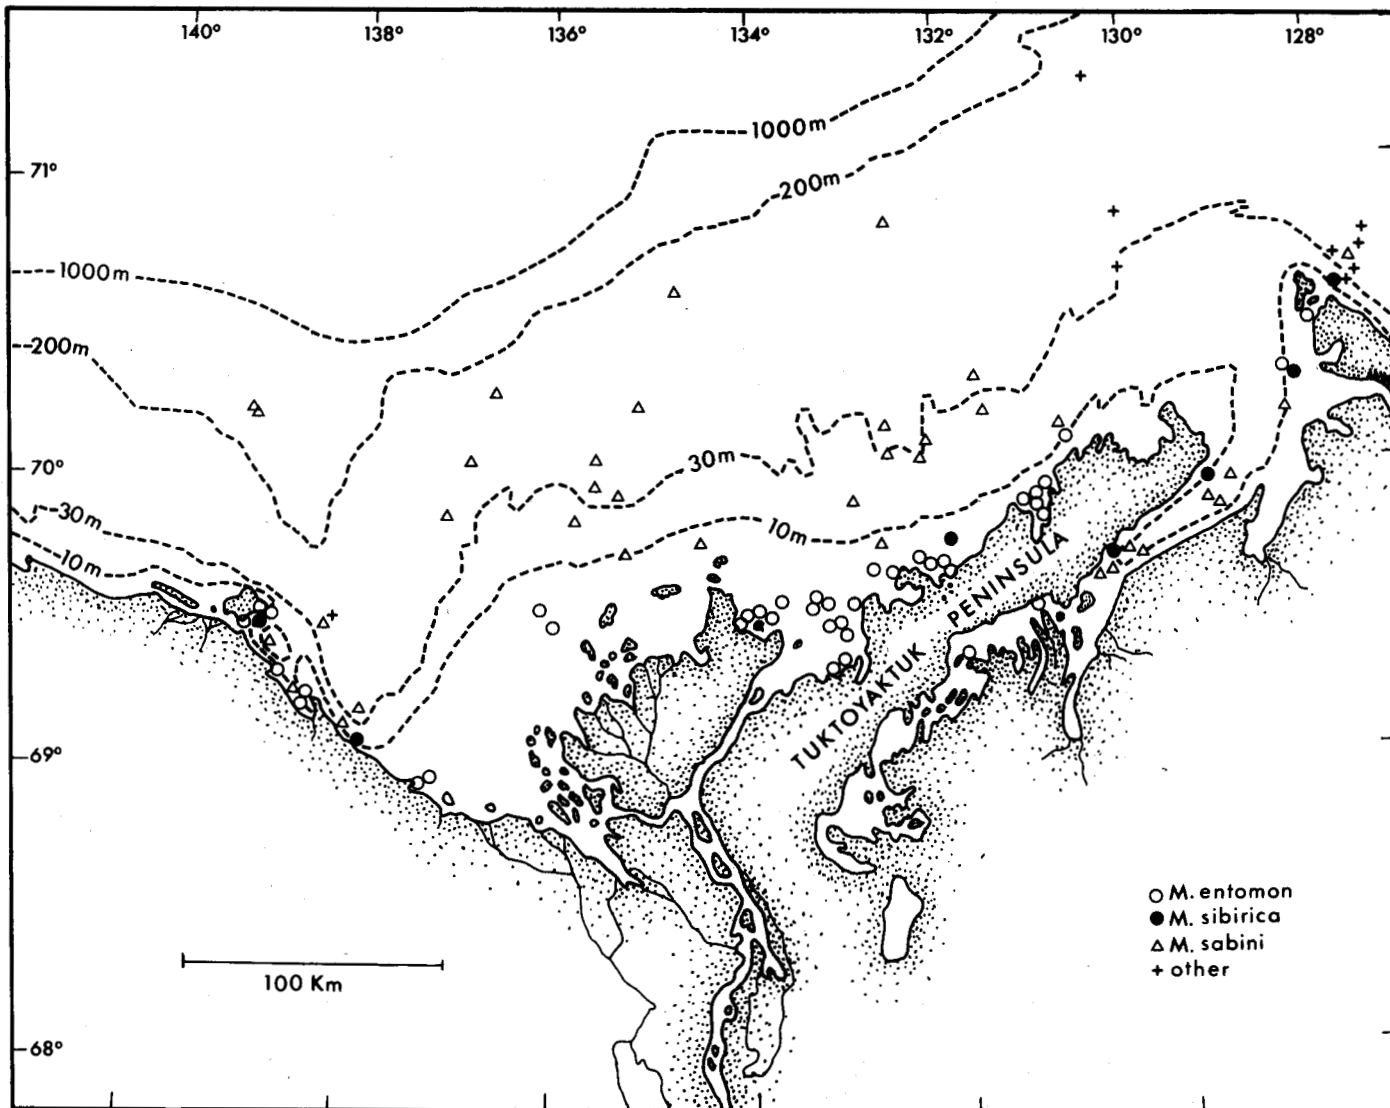 140° 138° 136° 134° 132° 130° 128°
1000m
71°
200m
1000m
200m
70°
30m
30m
10m
10m
TUKTOYAKTUK PENINSULA
69°
M. entomon
M. sibirica
M. sabini
+ other
100 Km
68°